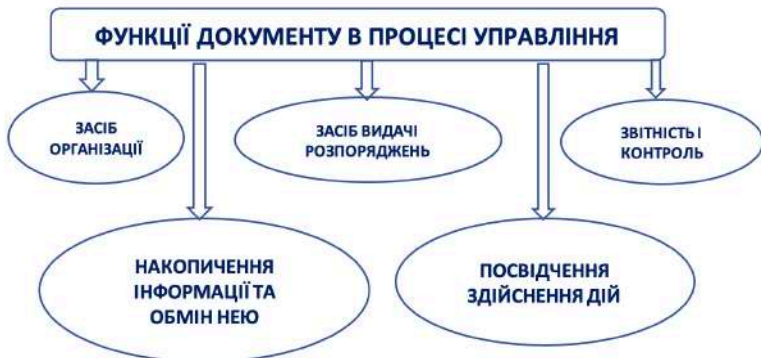 ФУНКЦІЇ ДОКУМЕНТУ В ПРОЦЕСІ УПРАВЛІННЯ
ЗАСІБ
ОРГАНІЗАЦІЇ
ЗАСІБ ВИДАЧІ
РОЗПОРЯДЖЕНЬ
ЗВІТНІСТЬ І
КОНТРОЛЬ
НАКОПИЧЕННЯ
ІНФОРМАЦІЇ ТА
ОБМІН НЕЮ
ПОСВІДЧЕННЯ
ЗДІЙСНЕННЯ ДІЙ